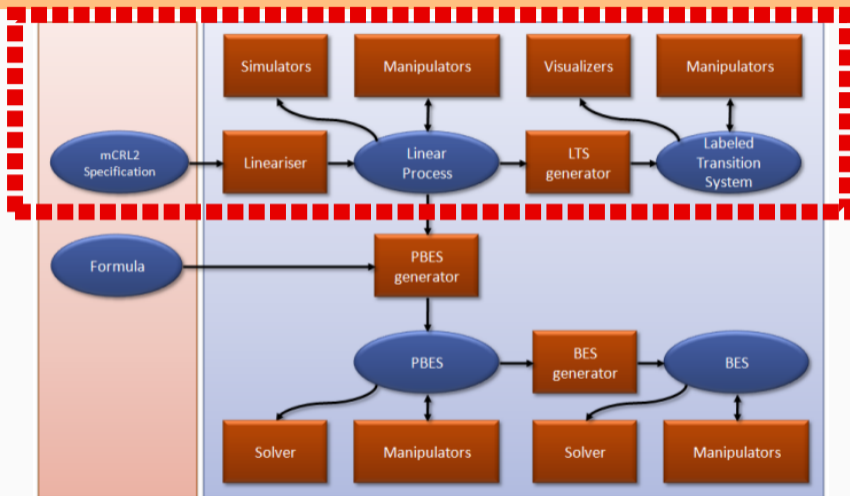 Simulators
Manipulators
Visualizers
Manipulators
mCRL2
Specification
Lineariser
Linear
Process
LTS
generator
Labeled
Transition
System
Formula
PBES
generator
PBES
BES
generator
BES
Solver
Manipulators
Solver
Manipulators